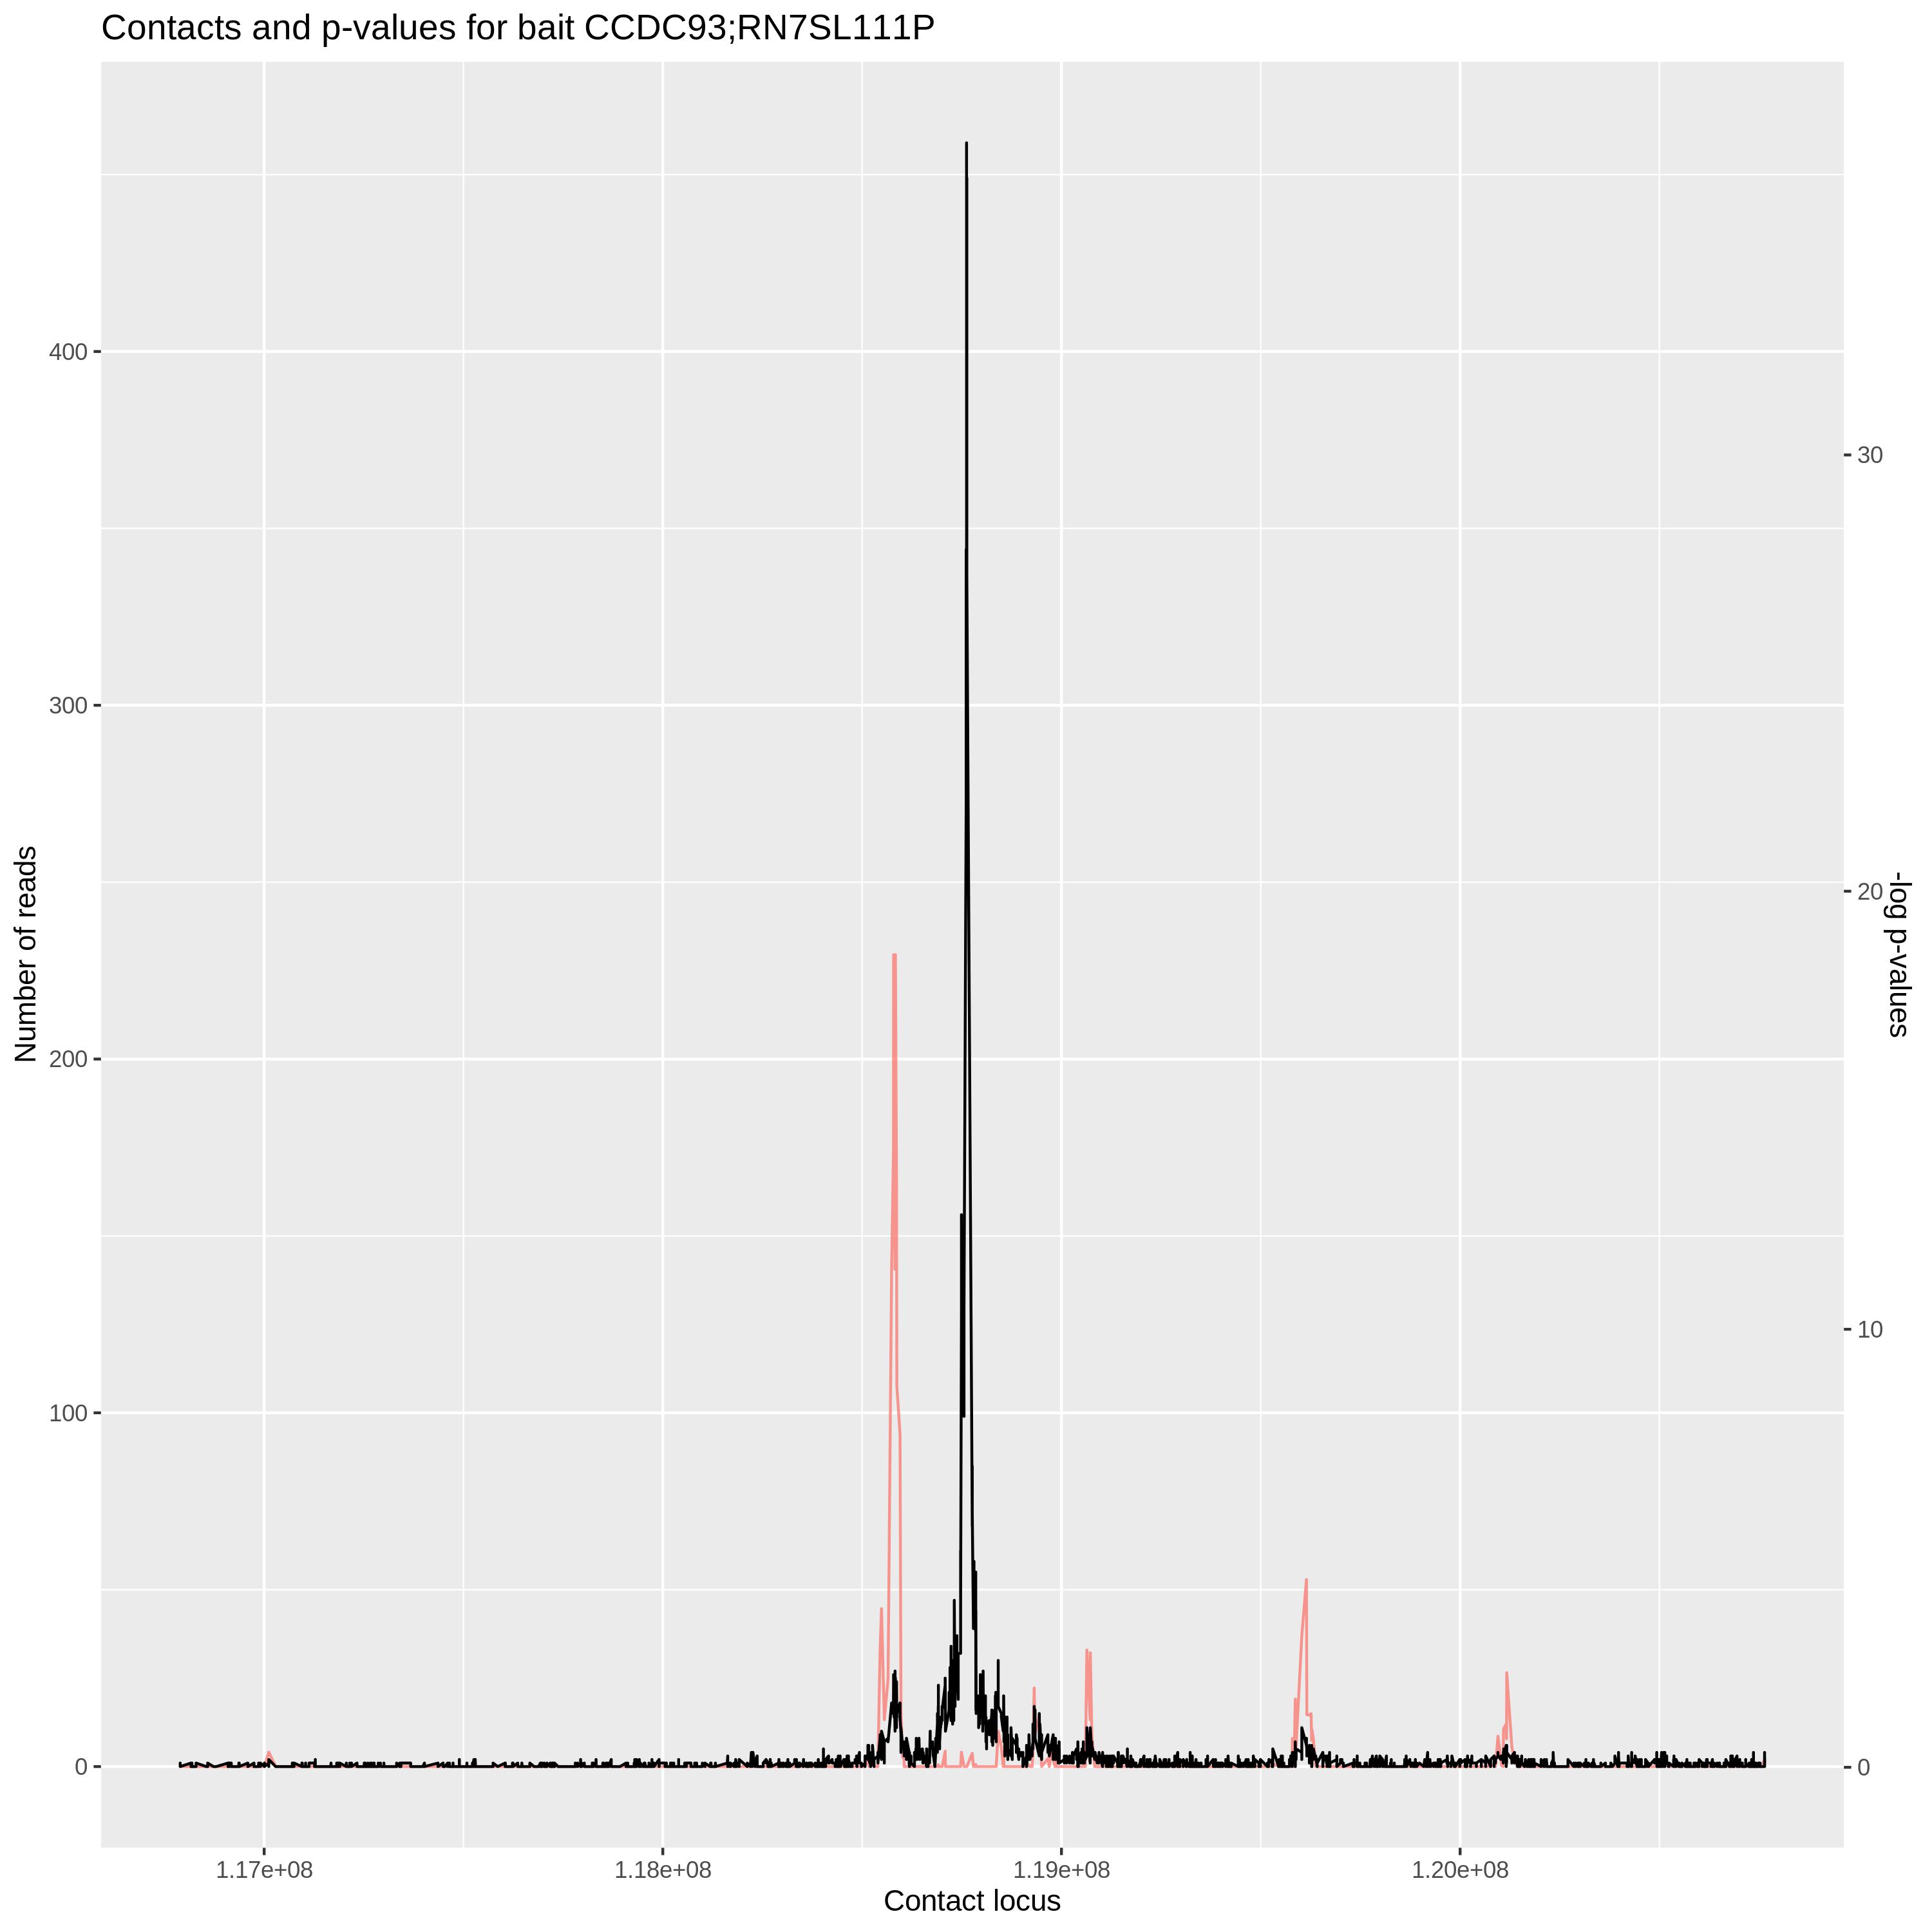 Contacts and p-values for bait CCDC93;RN7SL111P
Number of reads
400
300
200
100
0
30
20
10
0
-log p-values
1.17e+08 1.18e+08 1.19e+08 1.20e+08
Contact locus